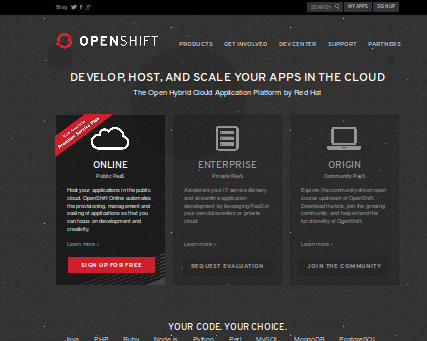 Blog
SEARCH
MY APPS
SIGN UP
OPENSHIFT
PRODUCTS GET INVOLVED DEV CENTER SUPPORT PARTNERS
DEVELOP, HOST, AND SCALE YOUR APPS IN THE CLOUD
The Open Hybrid Cloud Application Platform by Red Hat
Premium Service Plan
ONLINE
Public PaaS
Host your applications in the public
cloud. OpenShift Online automates
the provisioning, management and
scaling of applications so that you
can focus on development and
creativity.
Learn more ›
SIGN UP FOR FREE
ENTERPRISE
Private PaaS
Accelerate your IT service delivery
and streamline application
development by leveraging PaaS in
your own datacenters or private
cloud.
Learn more ›
REQUEST EVALUATION
ORIGIN
Community PaaS
Explore the community-driven open
source upstream of OpenShift.
Download the bits, join the growing
community, and help extend the
functionality of OpenShift.
Learn more ›
JOIN THE COMMUNITY
YOUR CODE. YOUR CHOICE.
Java PHP Ruby Node.js Python Perl MySQL MongoDB PostgreSQL